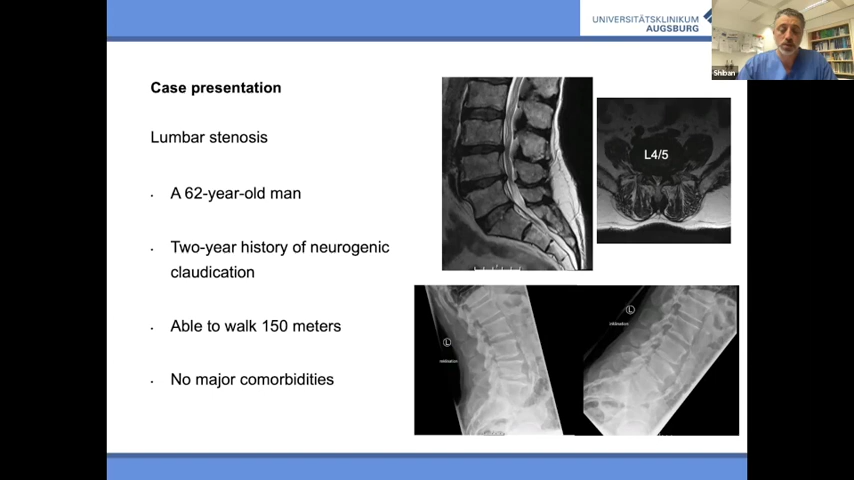 UNIVERSITÄTSKLINIKUM
AUGSBURG
Shiban
Case presentation
Lumbar stenosis
L4/5
· A 62-year-old man
· Two-year history of neurogenic
claudication
· Able to walk 150 meters
· No major comorbidities
L
L
Inklination